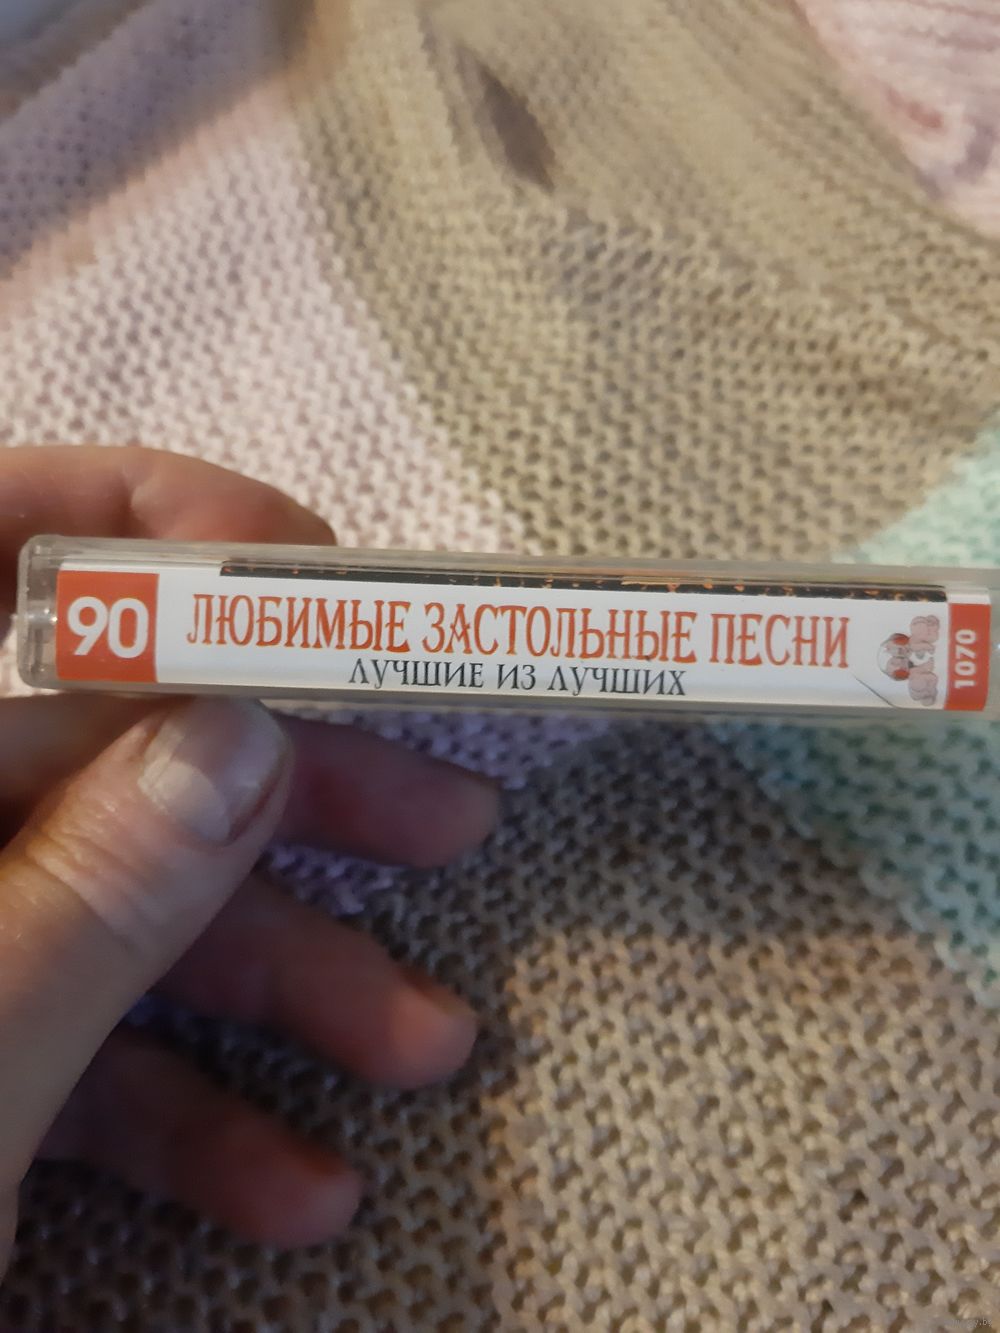 90
ЛЮБИМЫЕ ЗАСТОЛЬНЫЕ ПЕСНИ
ЛУЧШИЕ ИЗ ЛУЧШИХ
1070